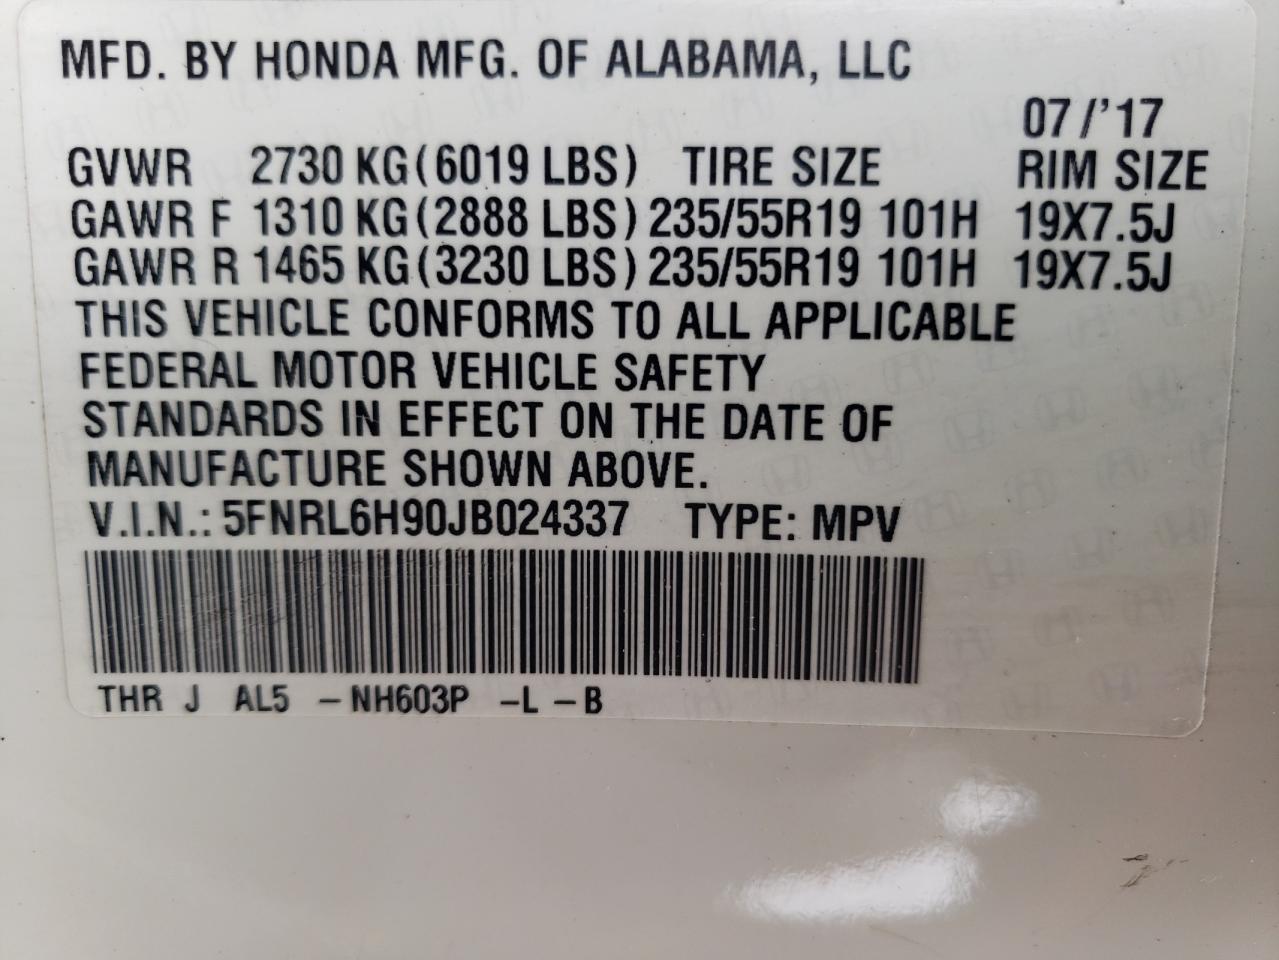 MFD. BY HONDA MFG. OF ALABAMA, LLC
07/'17
GVWR 2730 KG(6019 LBS) TIRE SIZE RIM SIZE
GAWR F 1310 KG(2888 LBS) 235/55R19 101H 19X7.5J
GAWR R 1465 KG(3230 LBS) 235/55R19 101H 19X7.5J
THIS VEHICLE CONFORMS TO ALL APPLICABLE
FEDERAL MOTOR VEHICLE SAFETY
STANDARDS IN EFFECT ON THE DATE OF
MANUFACTURE SHOWN ABOVE.
V.I.N.: 5FNRL6H90JB024337 TYPE: MPV
THR J AL5 -NH603P -L -B